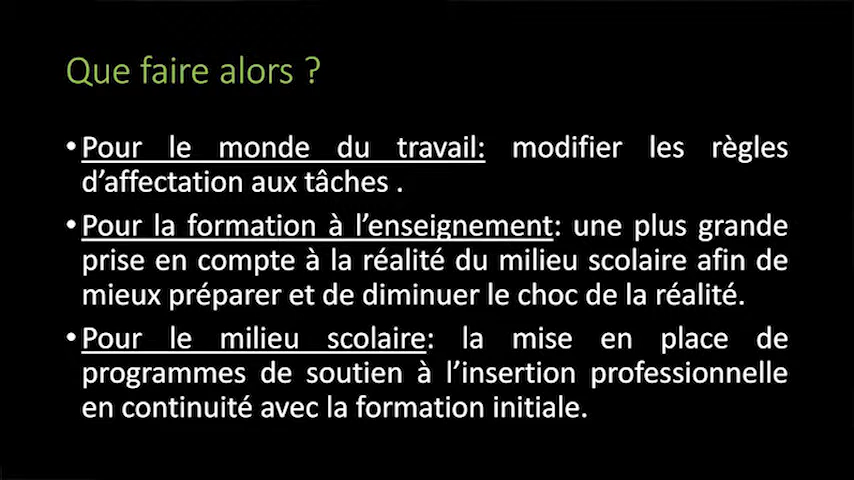 Que faire alors ?
•Pour le monde du travail: modifier les règles
d’affectation aux tâches .
•Pour la formation à l’enseignement: une plus grande
prise en compte à la réalité du milieu scolaire afin de
mieux préparer et de diminuer le choc de la réalité.
•Pour le milieu scolaire: la mise en place de
programmes de soutien à l’insertion professionnelle
en continuité avec la formation initiale.